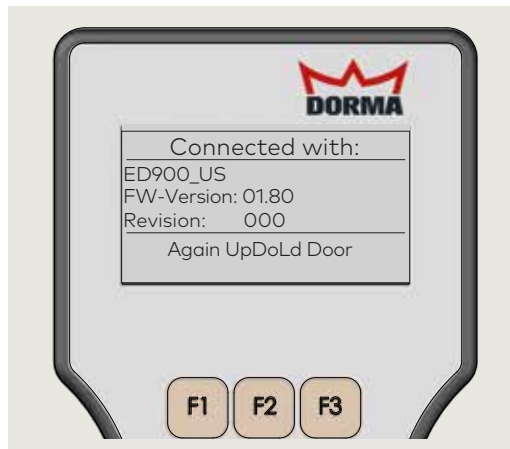 DORMA
Connected with:
ED900_US
FW-Version: 01.80
Revision: 000
Again UpDoLd Door
F1 F2 F3